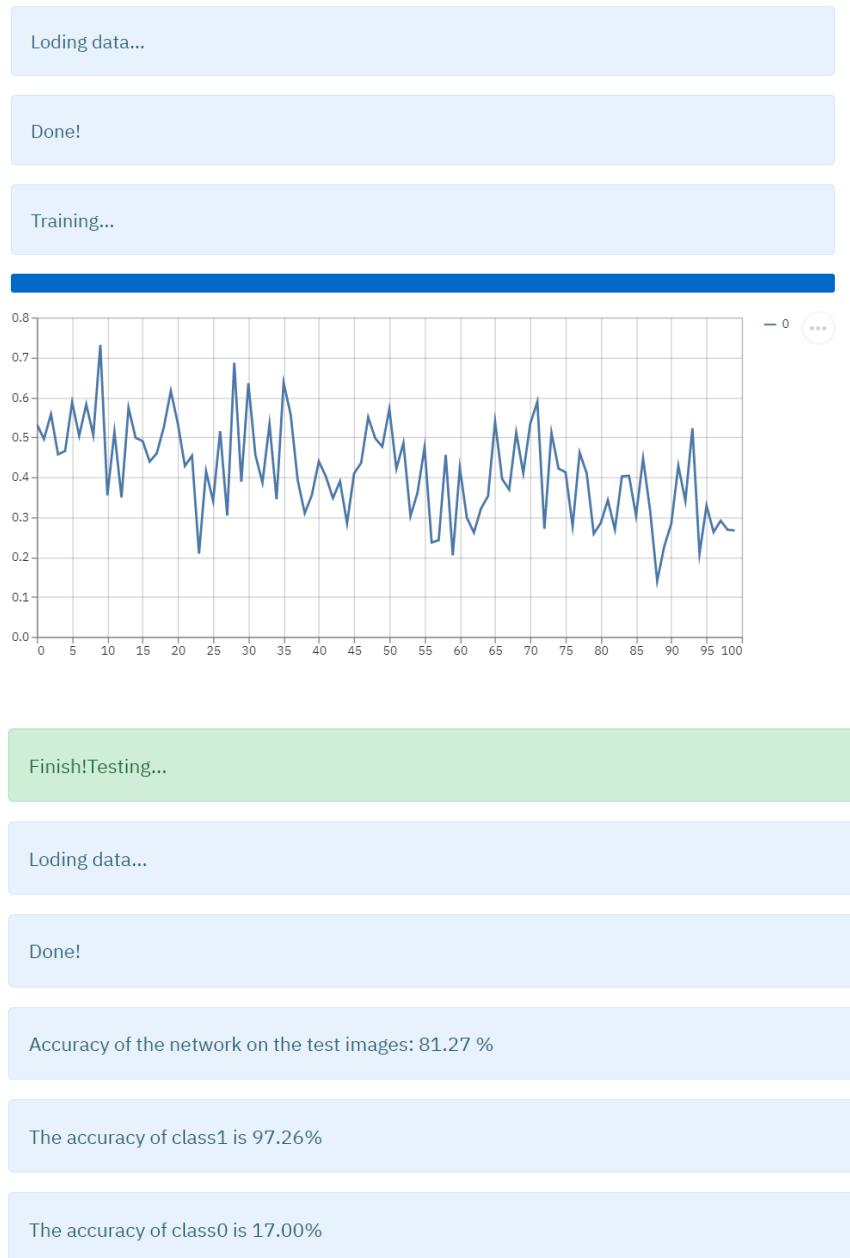 Loding data...
Done!
Training...
0.8
0.7
0.6
0.5
0.4
0.3
0.2
0.1
0.0
0 5 10 15 20 25 30 35 40 45 50 55 60 65 70 75 80 85 90 95 100
0
Finish!Testing...
Loding data...
Done!
Accuracy of the network on the test images: 81.27 %
The accuracy of class1 is 97.26%
The accuracy of class0 is 17.00%